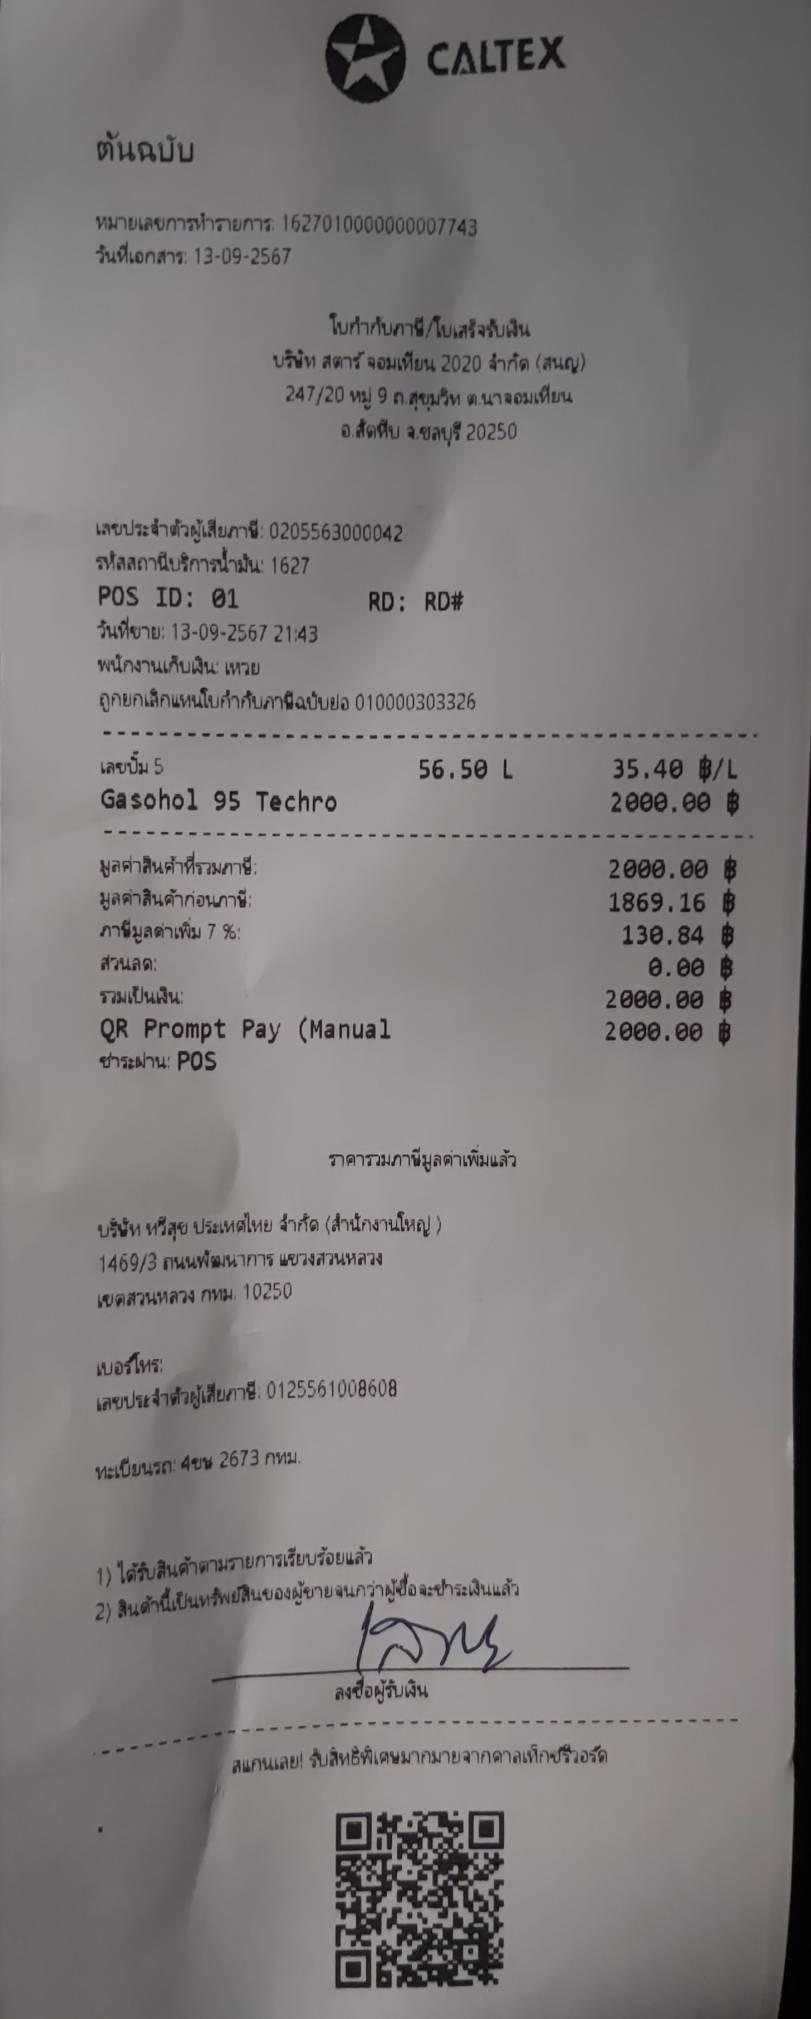 CALTEX
ต้นฉบับ
หมายเลขการทำรายการ: 1627010000000007743
วันที่เอกสาร: 13-09-2567
ใบกำกับภาษี/ใบเสร็จรับเงิน
บริษัท สตาร์ จอมเทียน 2020 จำกัด (สนญ)
247/20 หมู่ 9 ถ.สุขุมวิท ต.นาจอมเทียน
อ.สัตหีบ จ.ชลบุรี 20250
เลขประจำตัวผู้เสียภาษี: 0205563000042
รหัสสถานีบริการน้ำมัน: 1627
POS ID: 01 RD: RD#
วันที่ขาย: 13-09-2567 21:43
พนักงานเก็บเงิน: เหวย
ถูกยกเลิกแทนใบกำกับภาษีฉบับย่อ 010000303326
เลขปั๊ม 5 56.50 L 35.40 ฿/L
Gasohol 95 Techro 2000.00 ฿
มูลค่าสินค้าที่รวมภาษี: 2000.00 ฿
มูลค่าสินค้าก่อนภาษี: 1869.16 ฿
ภาษีมูลค่าเพิ่ม 7 %: 130.84 ฿
ส่วนลด: 0.00 ฿
รวมเป็นเงิน: 2000.00 ฿
QR Prompt Pay (Manual 2000.00 ฿
ชำระผ่าน: POS
ราคารวมภาษีมูลค่าเพิ่มแล้ว
บริษัท ทวีสุข ประเทศไทย จำกัด (สำนักงานใหญ่ )
1469/3 ถนนพัฒนาการ แขวงสวนหลวง
เขตสวนหลวง กทม. 10250
เบอร์โทร:
เลขประจำตัวผู้เสียภาษี: 0125561008608
ทะเบียนรถ: 4ขษ 2673 กทม.
1) ได้รับสินค้าตามรายการเรียบร้อยแล้ว
2) สินค้านี้เป็นทรัพย์สินของผู้ขายจนกว่าผู้ซื้อจะชำระเงินแล้ว
ลงชื่อผู้รับเงิน
สแกนเลย! รับสิทธิพิเศษมากมายจากคาลเท็กซ์รีวอร์ด